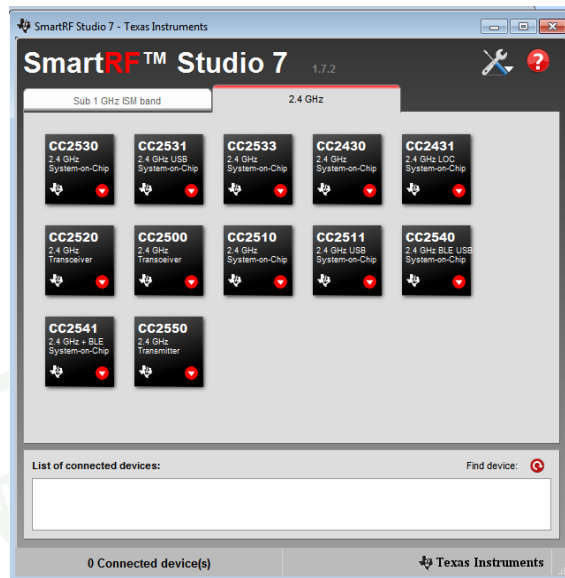 SmartRF Studio 7 - Texas Instruments
SmartRF™ Studio 7 1.7.2
Sub 1 GHz ISM band
2.4 GHz
CC2530
2.4 GHz
System-on-Chip
CC2531
2.4 GHz USB
System-on-Chip
CC2533
2.4 GHz
System-on-Chip
CC2430
2.4 GHz
System-on-Chip
CC2431
2.4 GHz LOC
System-on-Chip
CC2520
2.4 GHz
Transceiver
CC2500
2.4 GHz
Transceiver
CC2510
2.4 GHz
System-on-Chip
CC2511
2.4 GHz USB
System-on-Chip
CC2540
2.4 GHz BLE USB
System-on-Chip
CC2541
2.4 GHz + BLE
System-on-Chip
CC2550
2.4 GHz
Transmitter
List of connected devices:
Find device:
0 Connected device(s)
Texas Instruments